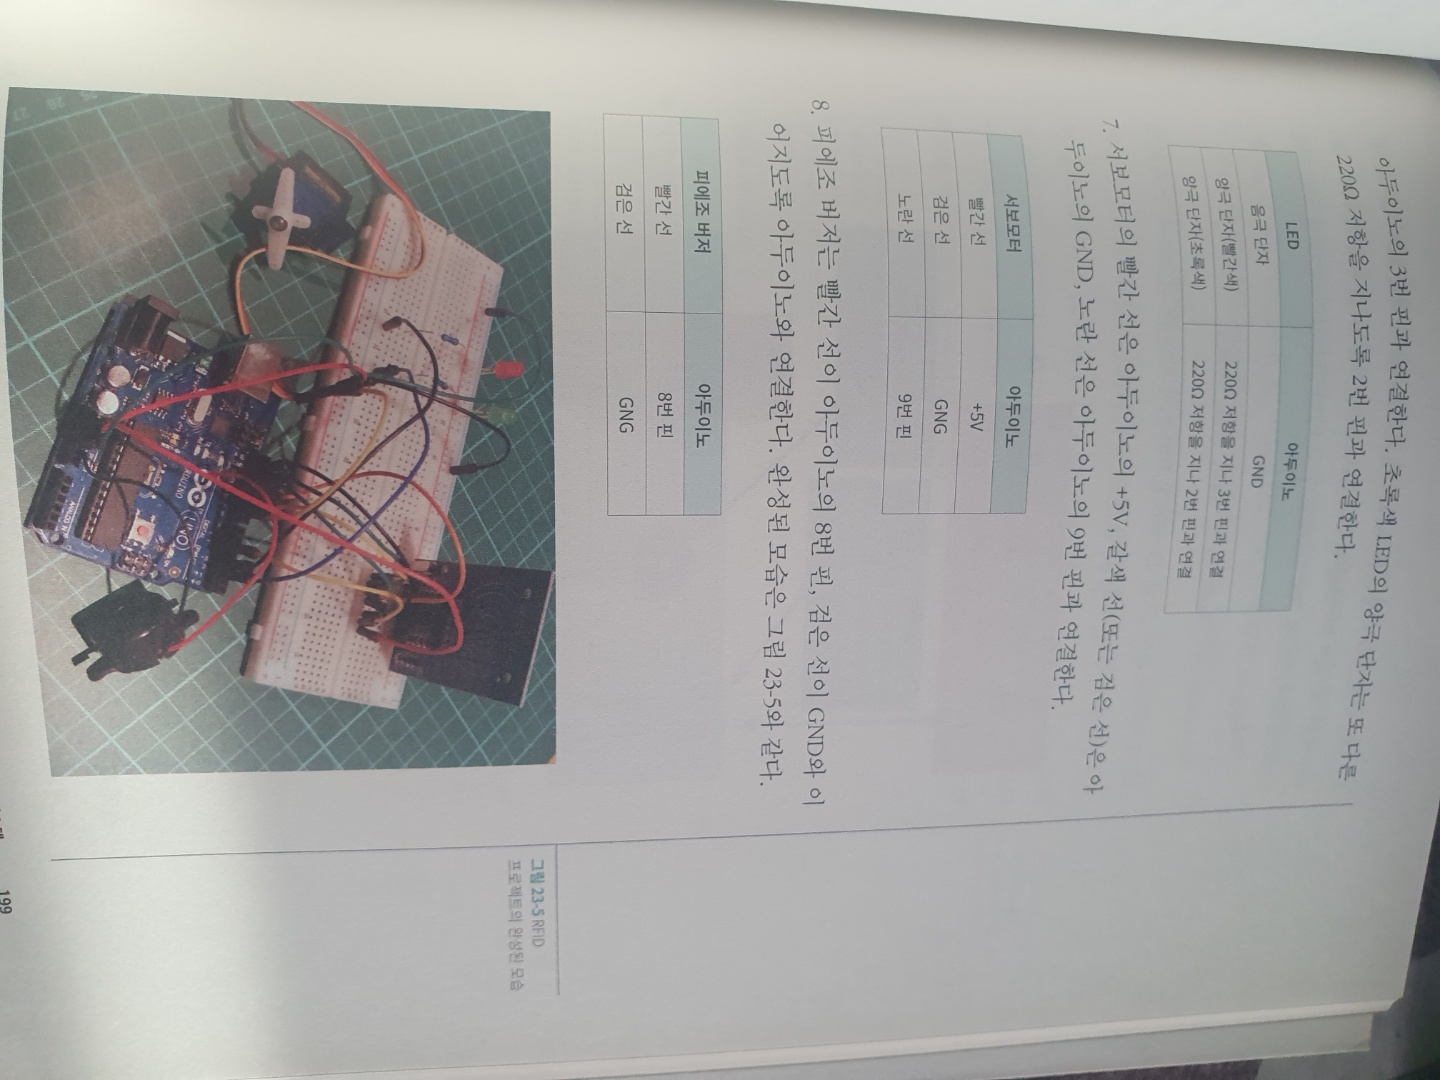 아두이노의 3번 핀과 연결한다. 초록색 LED의 양극 단자는 또 다른
220Ω 저항을 지나도록 2번 핀과 연결한다.
LED 아두이노
음극 단자 GND
양극 단자(빨간색) 220Ω 저항을 지나 3번 핀과 연결
양극 단자(초록색) 220Ω 저항을 지나 2번 핀과 연결
7. 서보모터의 빨간 선은 아두이노의 +5V, 갈색 선(또는 검은 선)은 아
두이노의 GND, 노란 선은 아두이노의 9번 핀과 연결한다.
서보모터 아두이노
빨간 선 +5V
검은 선 GNG
노란 선 9번 핀
8. 피에조 버저는 빨간 선이 아두이노의 8번 핀, 검은 선이 GND와 이
어지도록 아두이노와 연결한다. 완성된 모습은 그림 23-5와 같다.
피에조 버저 아두이노
빨간 선 8번 핀
검은 선 GNG
그림 23-5 RFID
프로젝트의 완성된 모습
DIGITAL
UNO
ARDUINO
ANALOG IN
199